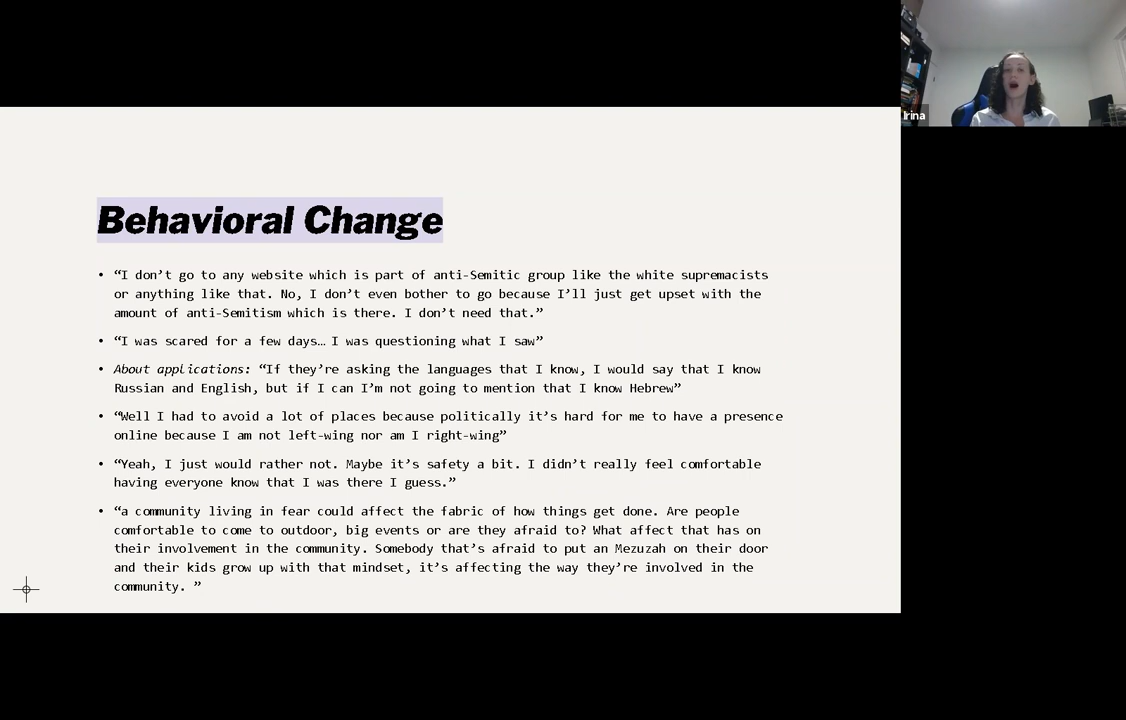 Behavioral Change
• “I don’t go to any website which is part of anti-Semitic group like the white supremacists
or anything like that. No, I don’t even bother to go because I’ll just get upset with the
amount of anti-Semitism which is there. I don’t need that.”
• “I was scared for a few days… I was questioning what I saw”
• About applications: “If they’re asking the languages that I know, I would say that I know
Russian and English, but if I can I’m not going to mention that I know Hebrew”
• “Well I had to avoid a lot of places because politically it’s hard for me to have a presence
online because I am not left-wing nor am I right-wing”
• “Yeah, I just would rather not. Maybe it’s safety a bit. I didn’t really feel comfortable
having everyone know that I was there I guess.”
• “a community living in fear could affect the fabric of how things get done. Are people
comfortable to come to outdoor, big events or are they afraid to? What affect that has on
their involvement in the community. Somebody that’s afraid to put an Mezuzah on their door
and their kids grow up with that mindset, it’s affecting the way they’re involved in the
community. ”
Irina